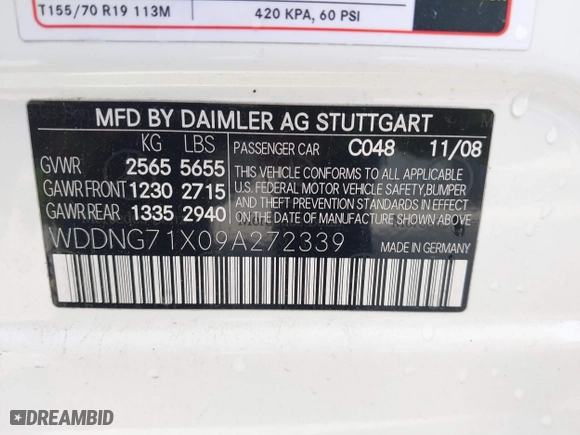 T155/70 R19 113M
420 KPA, 60 PSI
MFD BY DAIMLER AG STUTTGART
KG LBS
GVWR 2565 5655
GAWR FRONT 1230 2715
GAWR REAR 1335 2940
PASSENGER CAR C048 11/08
THIS VEHICLE CONFORMS TO ALL APPLICABLE
U.S. FEDERAL MOTOR VEHICLE SAFETY, BUMPER
AND THEFT PREVENTION STANDARDS IN EFFECT
ON THE DATE OF MANUFACTURE SHOWN ABOVE.
WDDNG71X09A272339
MADE IN GERMANY
DREAMBID